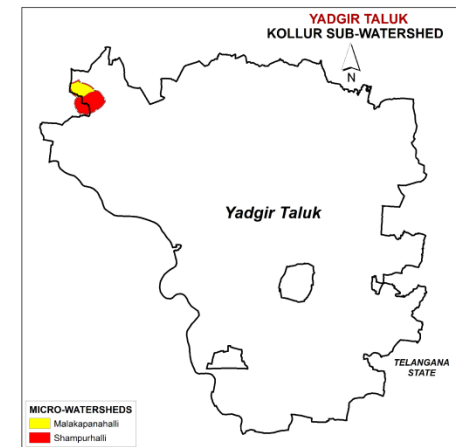 YADGIR TALUK
KOLLUR SUB-WATERSHED
N
Yadgir Taluk
TELANGANA
STATE
MICRO-WATERSHEDS
Malakapanahalli
Shampurhalli